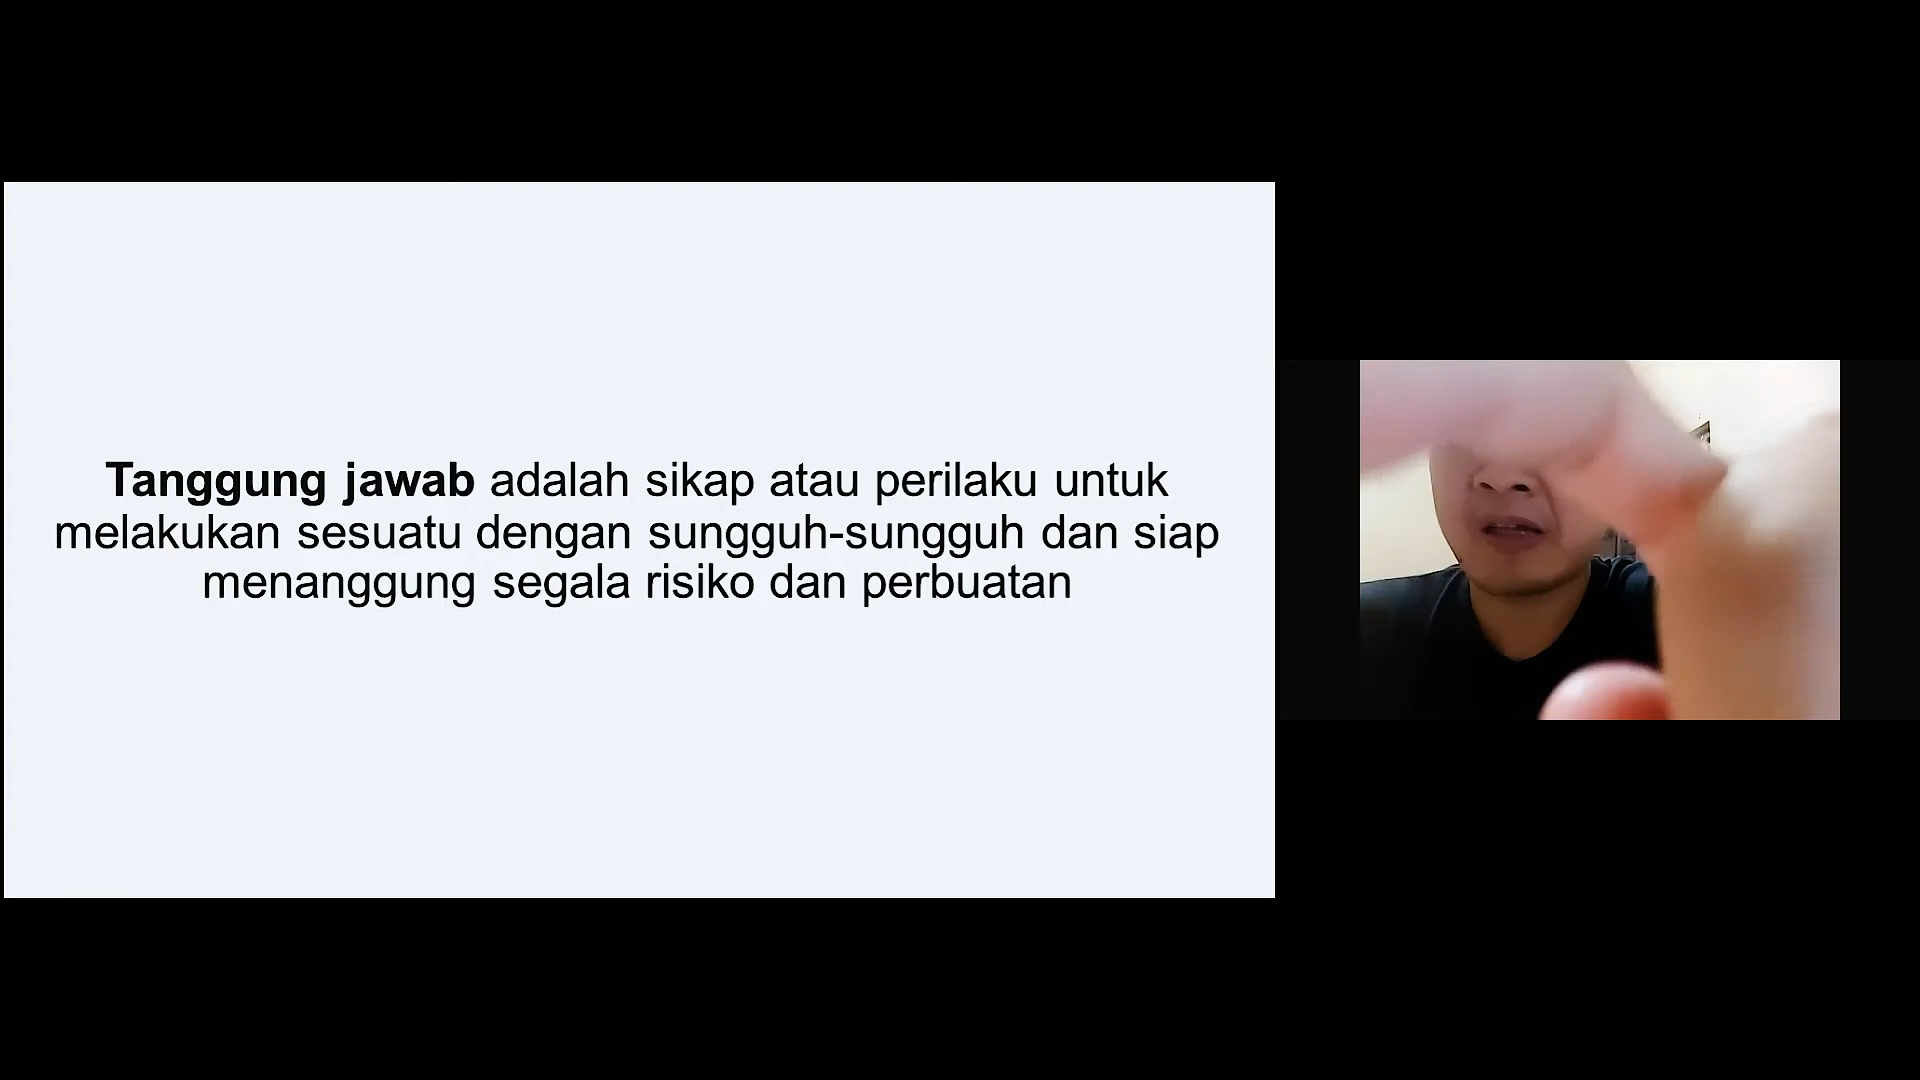 Tanggung jawab adalah sikap atau perilaku untuk
melakukan sesuatu dengan sungguh-sungguh dan siap
menanggung segala risiko dan perbuatan